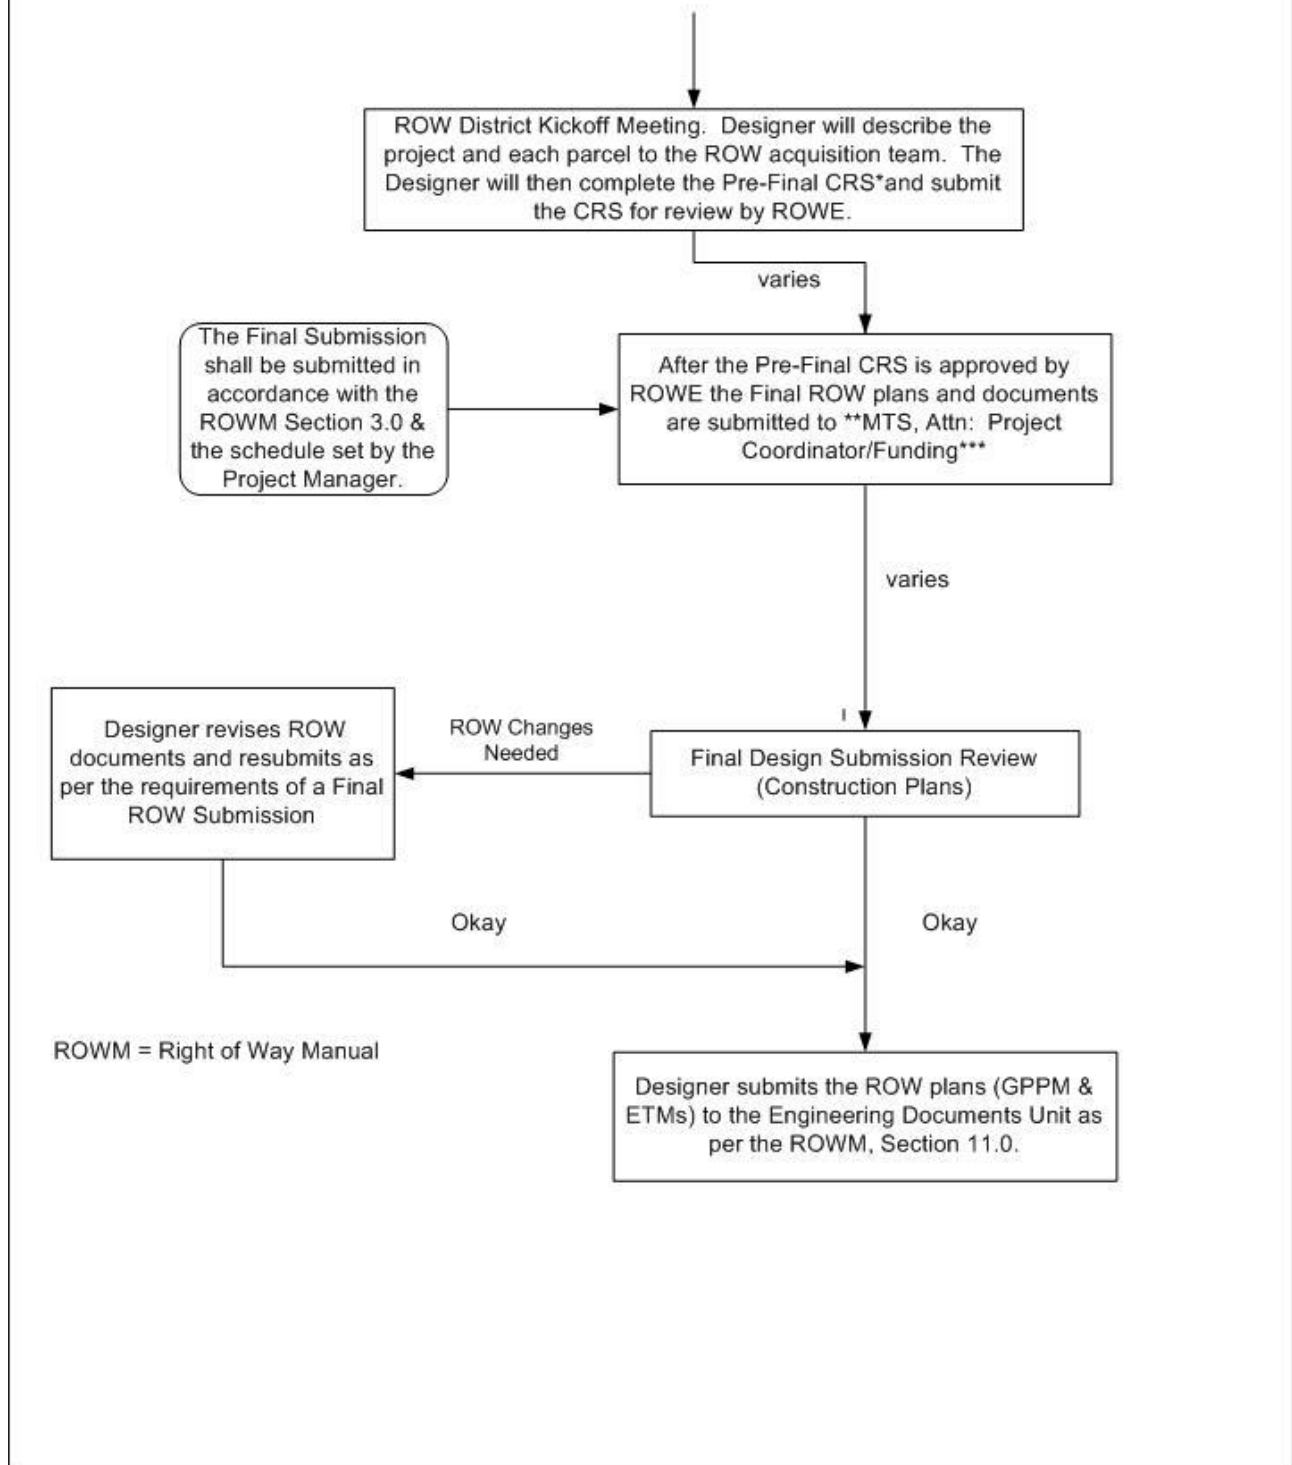 ROW District Kickoff Meeting.  Designer will describe the
project and each parcel to the ROW acquisition team.  The
Designer will then complete the Pre-Final CRS*and submit
the CRS for review by ROWE.
varies
The Final Submission
shall be submitted in
accordance with the
ROWM Section 3.0 &
the schedule set by the
Project Manager.
After the Pre-Final CRS is approved by
ROWE the Final ROW plans and documents
are submitted to **MTS, Attn:  Project
Coordinator/Funding***
varies
Designer revises ROW
documents and resubmits as
per the requirements of a Final
ROW Submission
ROW Changes
Needed
Final Design Submission Review
(Construction Plans)
Okay
Okay
ROWM = Right of Way Manual
Designer submits the ROW plans (GPPM &
ETMs) to the Engineering Documents Unit as
per the ROWM, Section 11.0.